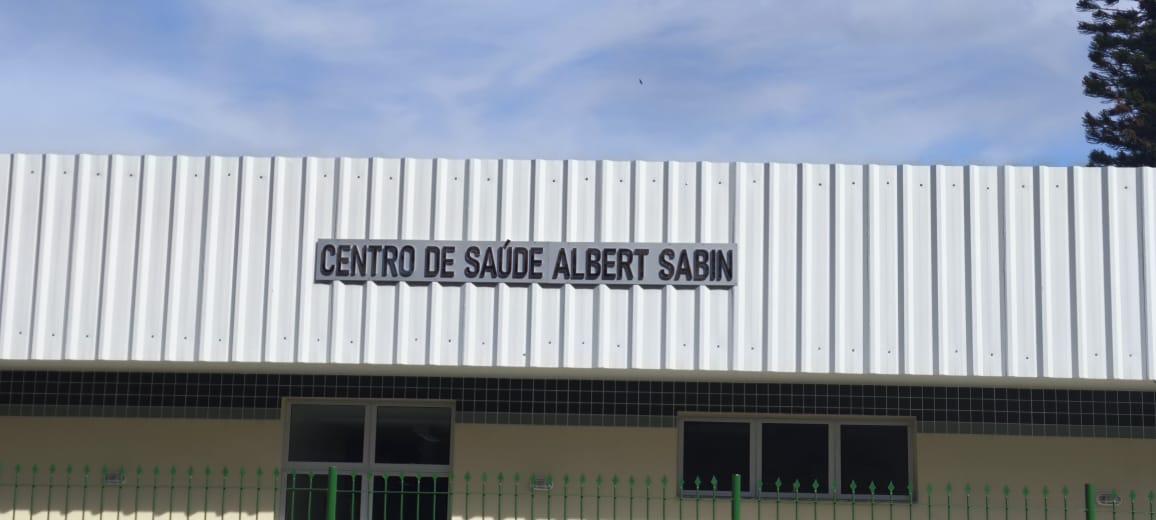 CENTRO DE SAÚDE ALBERT SABIN